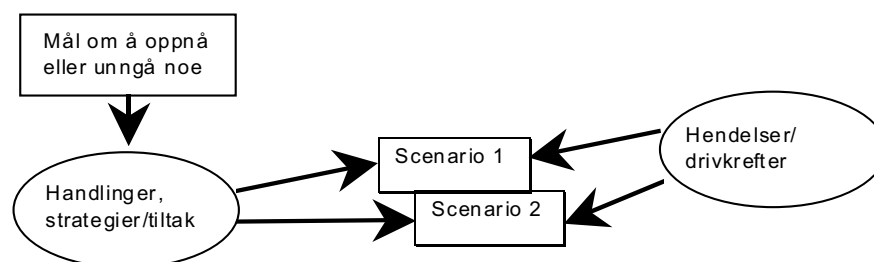 Mål om å oppnå
eller unngå noe
Handlinger,
strategier/tiltak
Scenario 1
Scenario 2
Hendelser/
drivkrefter